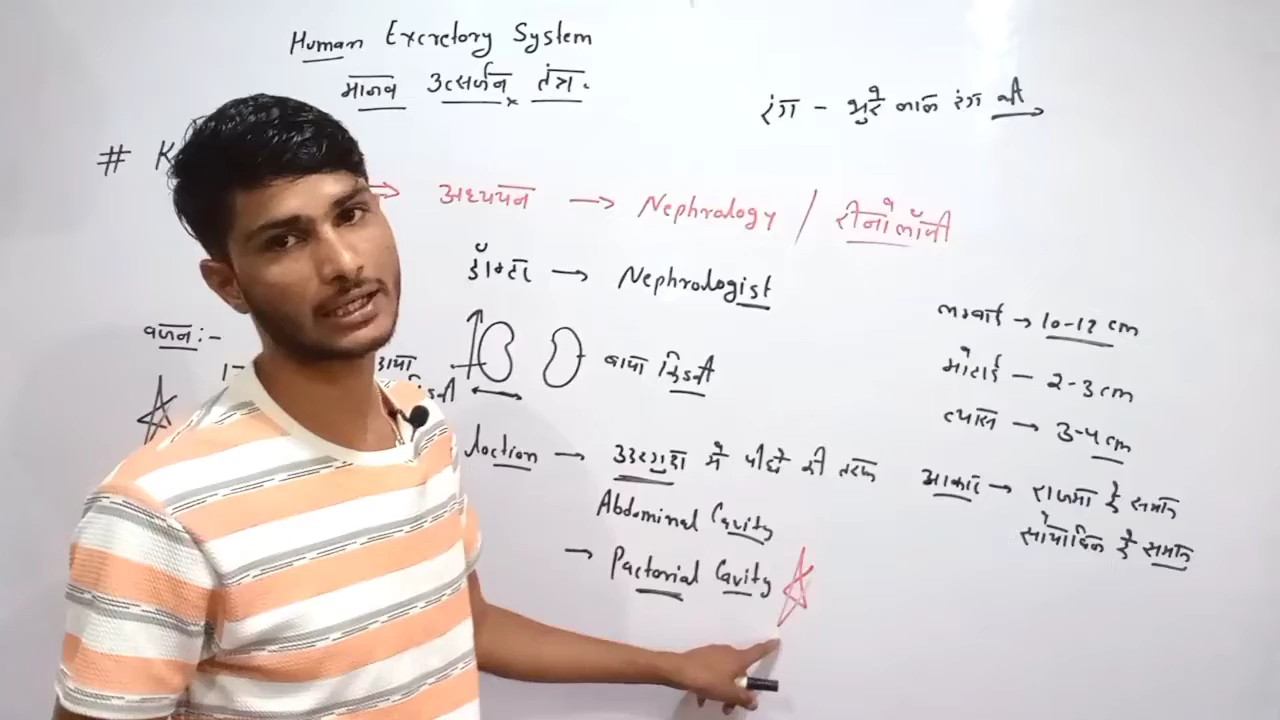 Human Excretory System
मानव उत्सर्जन तंत्र.
रंग - भुरे लाल रंग की
# K
→ अध्ययन → Nephrology / रीनोलॉजी
डॉक्टर → Nephrologist
वजन:-
बाया किडनी
लम्बाई → 10-12 cm
मोटाई - 2-3 cm
व्यास → 3-4 cm
loction → उदरगुहा मे पीछे की तरफ
Abdominal Cavity
→ Pactorial Cavity
आकार → राजमा के समान
सोयाबिन के समान